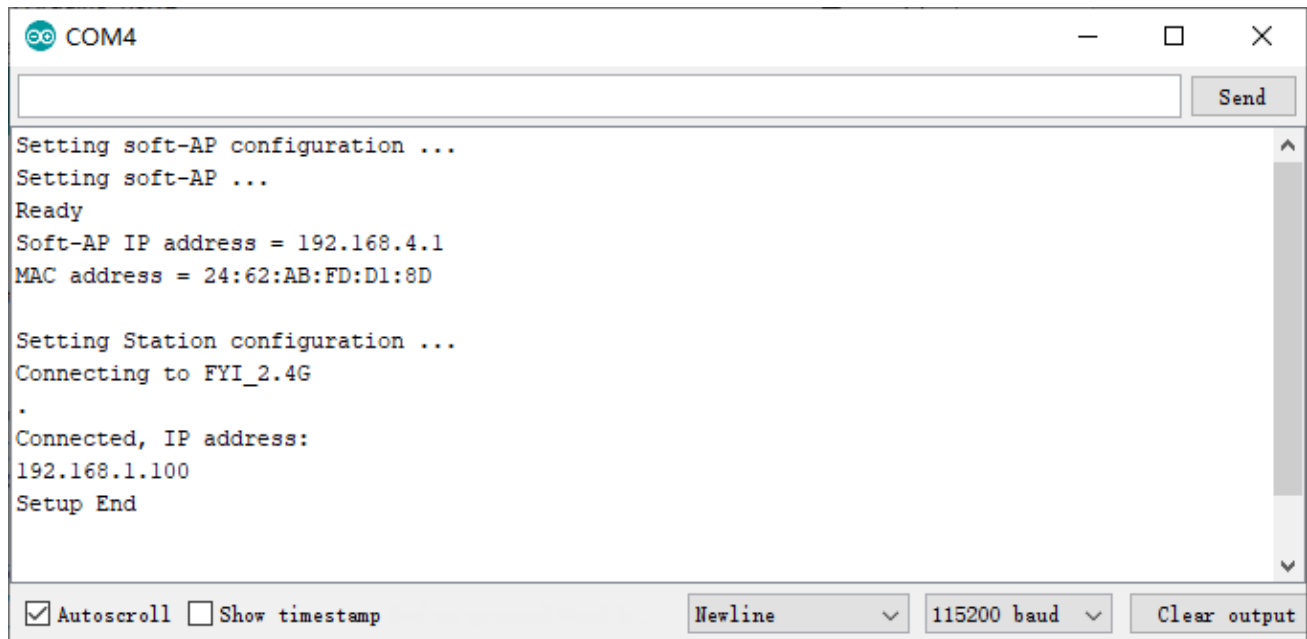 COM4
Send
Setting soft-AP configuration ...
Setting soft-AP ...
Ready
Soft-AP IP address = 192.168.4.1
MAC address = 24:62:AB:FD:D1:8D
Setting Station configuration ...
Connecting to FYI_2.4G
.
Connected, IP address:
192.168.1.100
Setup End
Autoscroll Show timestamp Newline 115200 baud Clear output